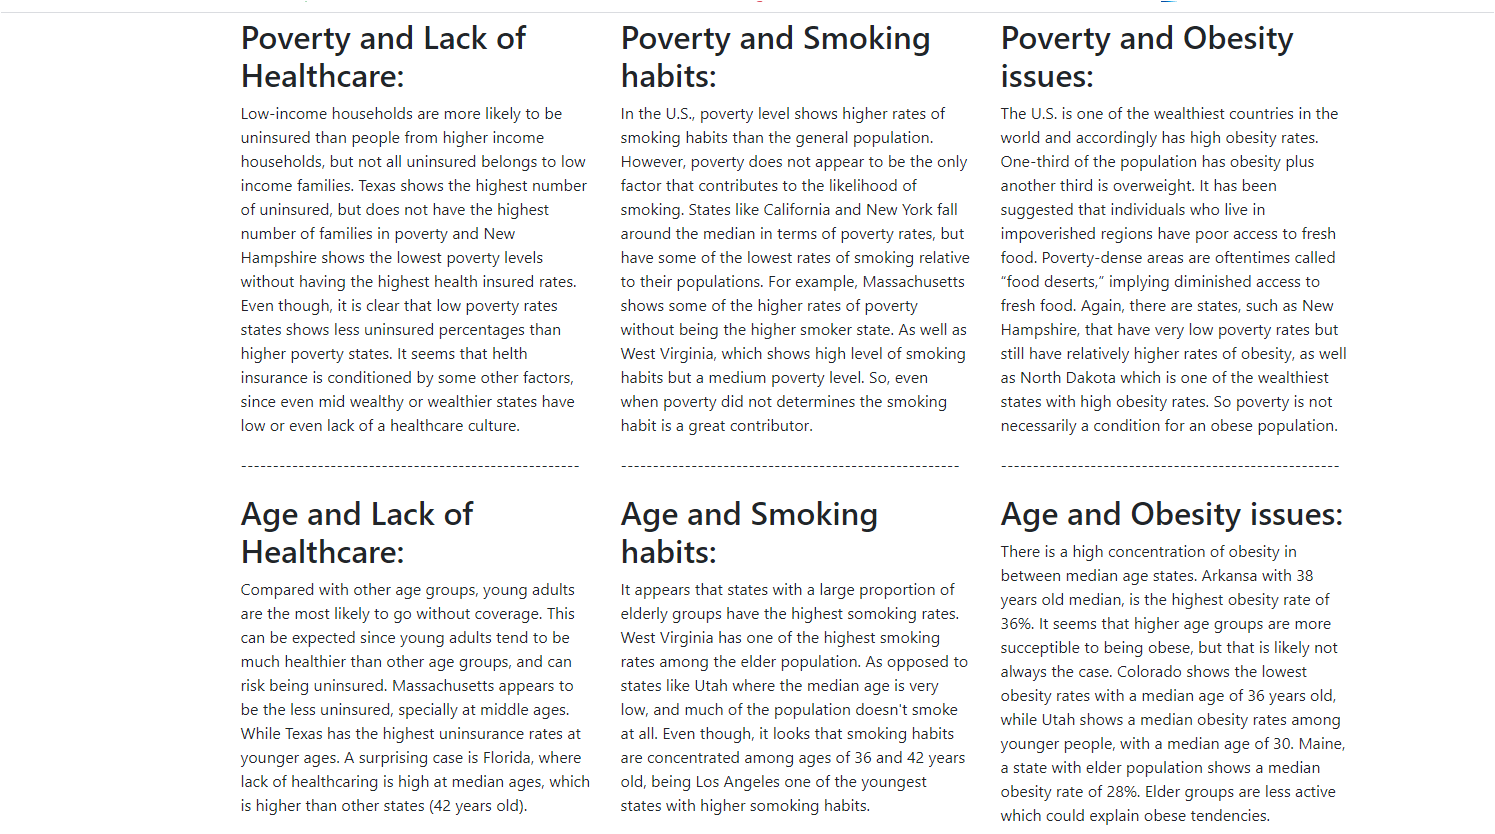 Poverty and Lack of
Healthcare:
Low-income households are more likely to be
uninsured than people from higher income
households, but not all uninsured belongs to low
income families. Texas shows the highest number
of uninsured, but does not have the highest
number of families in poverty and New
Hampshire shows the lowest poverty levels
without having the highest health insured rates.
Even though, it is clear that low poverty rates
states shows less uninsured percentages than
higher poverty states. It seems that helth
insurance is conditioned by some other factors,
since even mid wealthy or wealthier states have
low or even lack of a healthcare culture.
-----------------------------------------------------
Poverty and Smoking
habits:
In the U.S., poverty level shows higher rates of
smoking habits than the general population.
However, poverty does not appear to be the only
factor that contributes to the likelihood of
smoking. States like California and New York fall
around the median in terms of poverty rates, but
have some of the lowest rates of smoking relative
to their populations. For example, Massachusetts
shows some of the higher rates of poverty
without being the higher smoker state. As well as
West Virginia, which shows high level of smoking
habits but a medium poverty level. So, even
when poverty did not determines the smoking
habit is a great contributor.
-----------------------------------------------------
Poverty and Obesity
issues:
The U.S. is one of the wealthiest countries in the
world and accordingly has high obesity rates.
One-third of the population has obesity plus
another third is overweight. It has been
suggested that individuals who live in
impoverished regions have poor access to fresh
food. Poverty-dense areas are oftentimes called
“food deserts,” implying diminished access to
fresh food. Again, there are states, such as New
Hampshire, that have very low poverty rates but
still have relatively higher rates of obesity, as well
as North Dakota which is one of the wealthiest
states with high obesity rates. So poverty is not
necessarily a condition for an obese population.
-----------------------------------------------------
Age and Lack of
Healthcare:
Compared with other age groups, young adults
are the most likely to go without coverage. This
can be expected since young adults tend to be
much healthier than other age groups, and can
risk being uninsured. Massachusetts appears to
be the less uninsured, specially at middle ages.
While Texas has the highest uninsurance rates at
younger ages. A surprising case is Florida, where
lack of healthcaring is high at median ages, which
is higher than other states (42 years old).
Age and Smoking
habits:
It appears that states with a large proportion of
elderly groups have the highest somoking rates.
West Virginia has one of the highest smoking
rates among the elder population. As opposed to
states like Utah where the median age is very
low, and much of the population doesn't smoke
at all. Even though, it looks that smoking habits
are concentrated among ages of 36 and 42 years
old, being Los Angeles one of the youngest
states with higher somoking habits.
Age and Obesity issues:
There is a high concentration of obesity in
between median age states. Arkansa with 38
years old median, is the highest obesity rate of
36%. It seems that higher age groups are more
succeptible to being obese, but that is likely not
always the case. Colorado shows the lowest
obesity rates with a median age of 36 years old,
while Utah shows a median obesity rates among
younger people, with a median age of 30. Maine,
a state with elder population shows a median
obesity rate of 28%. Elder groups are less active
which could explain obese tendencies.